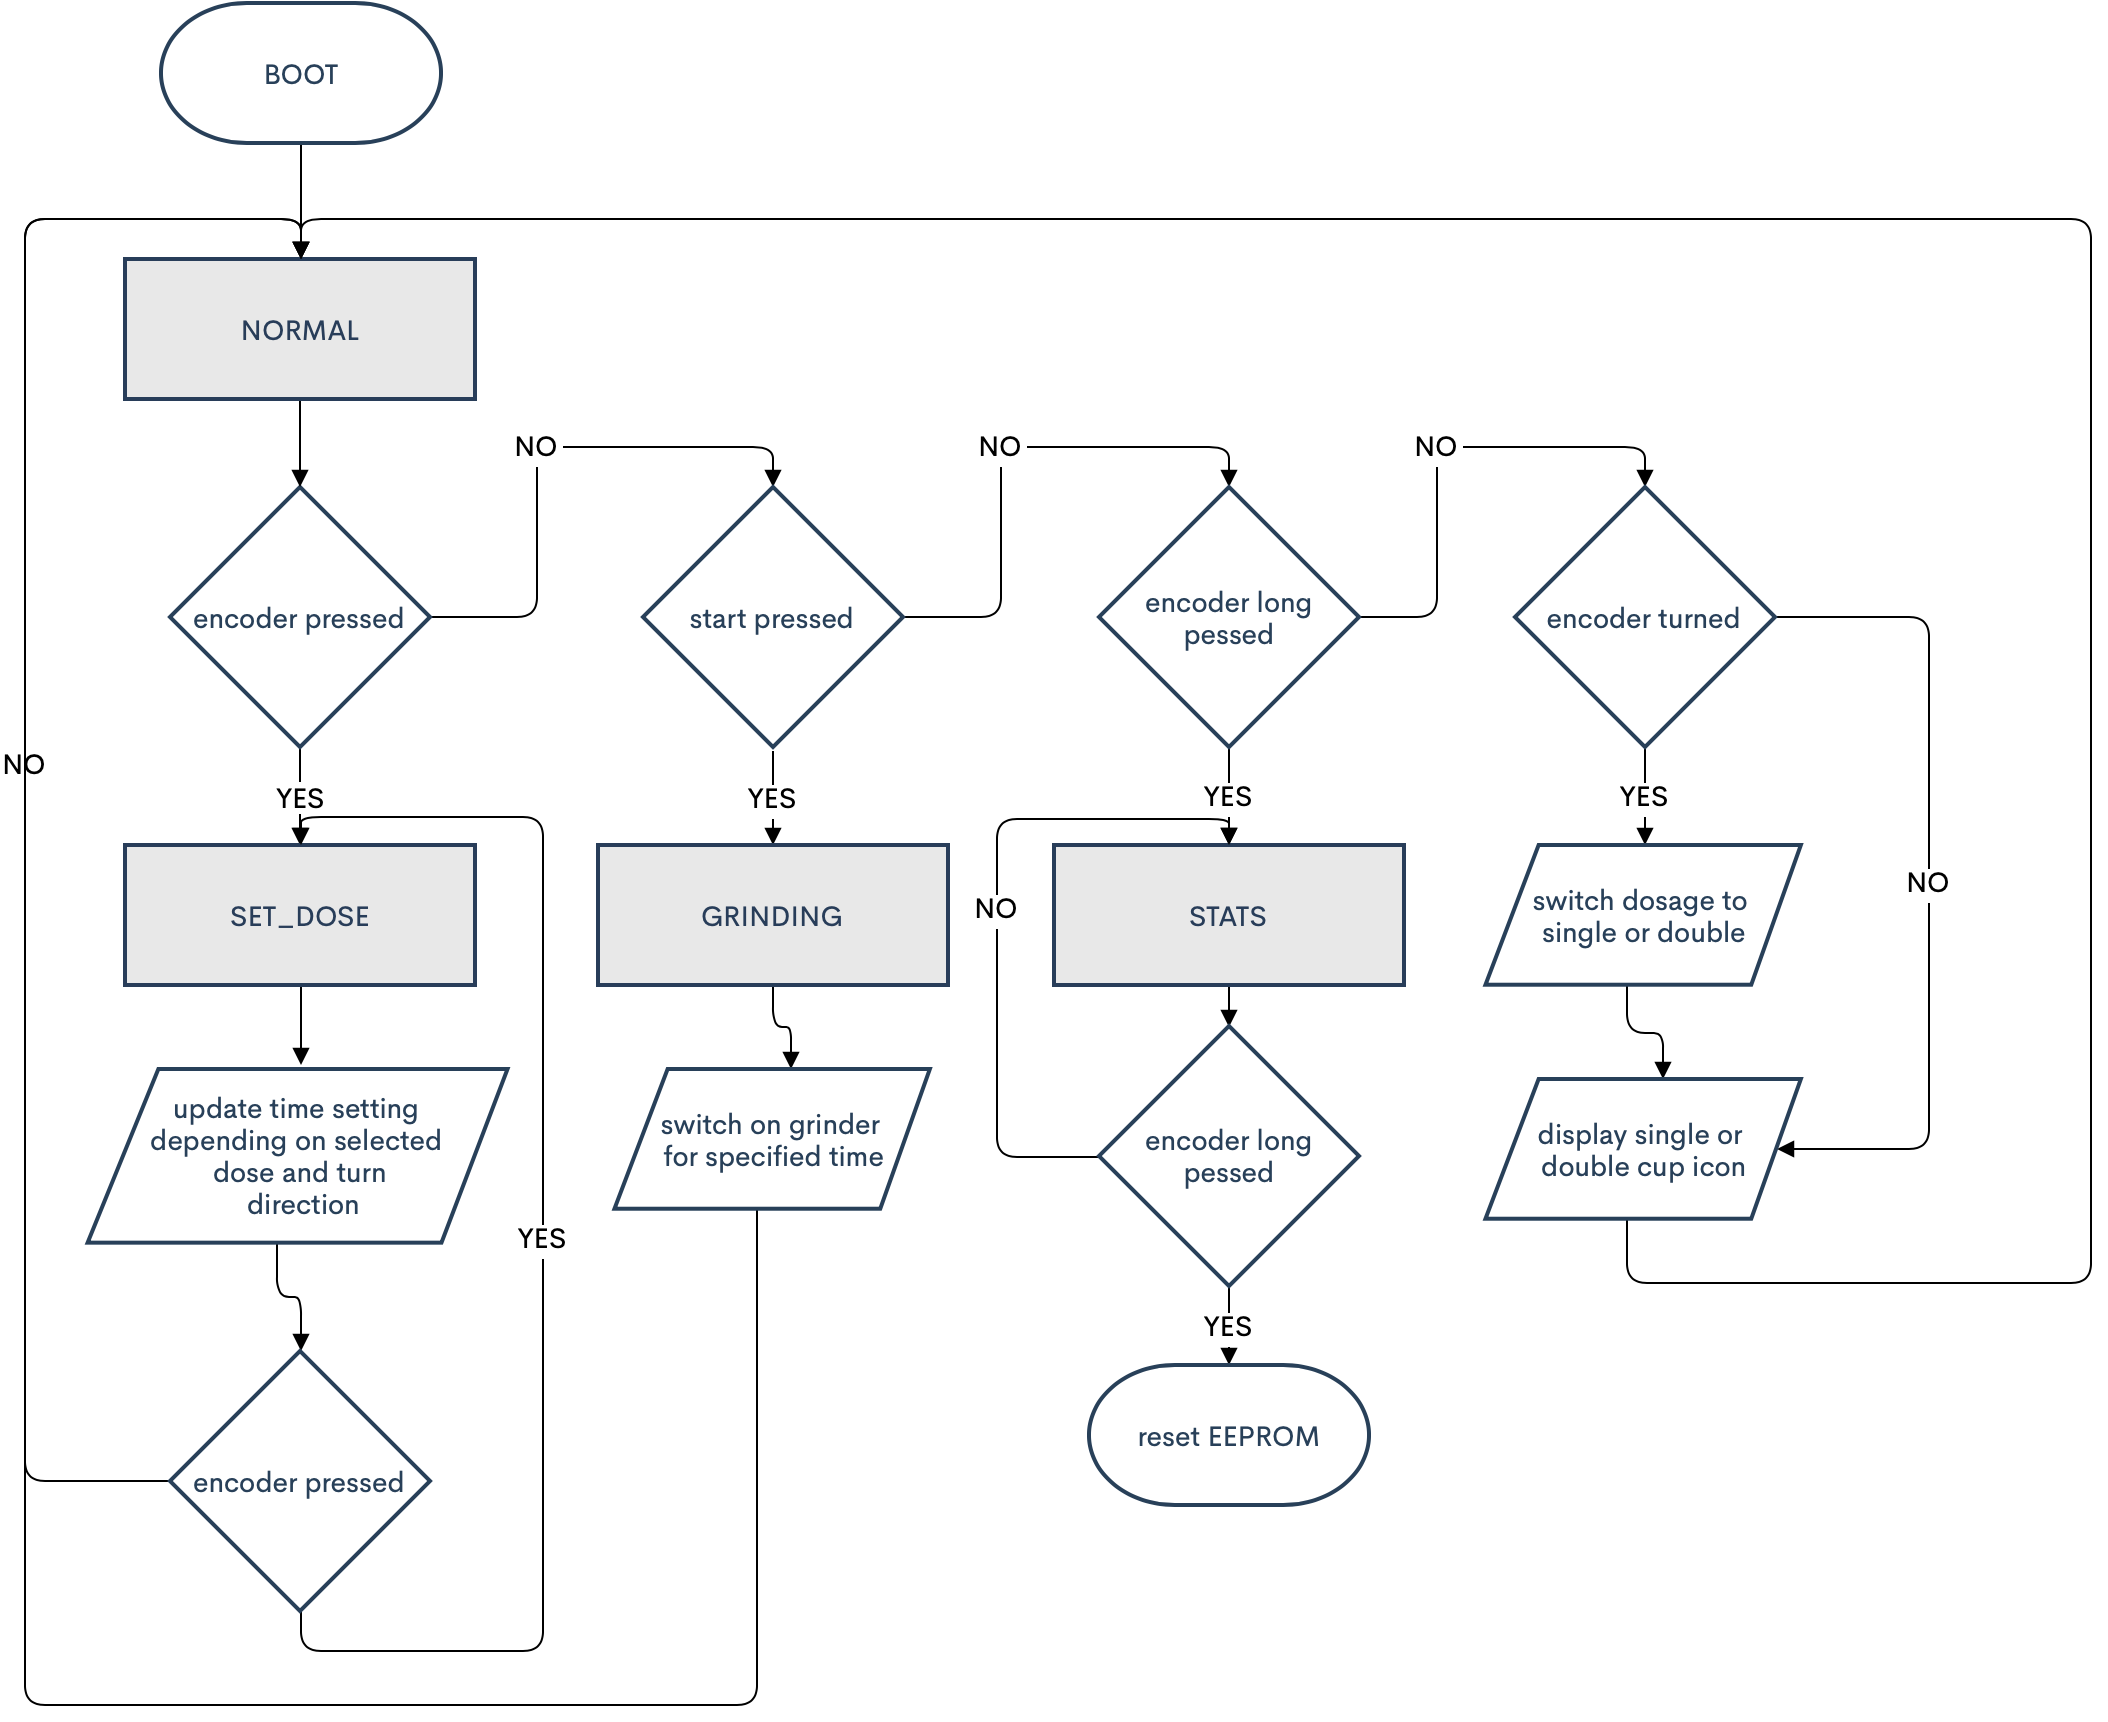 BOOT
NORMAL
NO
NO
NO
encoder pressed
start pressed
encoder long
pessed
encoder turned
NO
YES
YES
YES
YES
SET_DOSE
GRINDING
NO
STATS
switch dosage to
single or double
NO
update time setting
depending on selected
dose and turn
direction
switch on grinder
for specified time
encoder long
pessed
display single or
double cup icon
YES
YES
encoder pressed
reset EEPROM